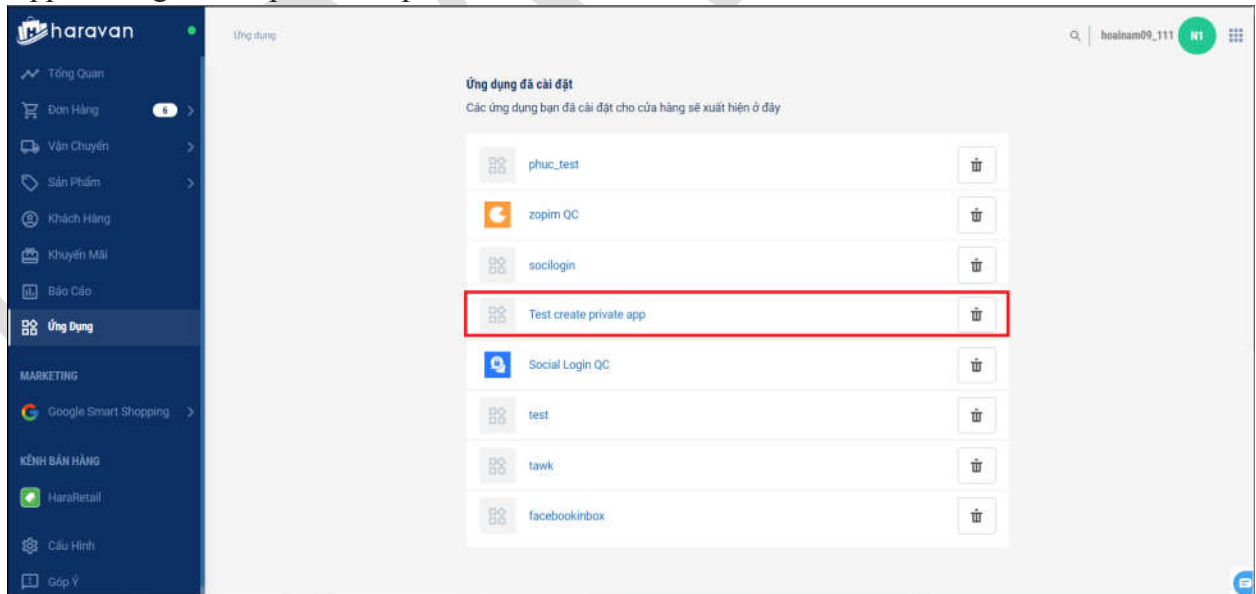 haravan
Ứng dụng
hoainam09_111 N1
Tổng Quan
Đơn Hàng 6
Vận Chuyển
Sản Phẩm
Khách Hàng
Khuyến Mãi
Báo Cáo
Ứng Dụng
MARKETING
Google Smart Shopping
KÊNH BÁN HÀNG
HaraRetail
Cấu Hình
Góp Ý
Ứng dụng đã cài đặt
Các ứng dụng bạn đã cài đặt cho cửa hàng sẽ xuất hiện ở đây
phuc_test
zopim QC
socilogin
Test create private app
Social Login QC
test
tawk
facebookinbox